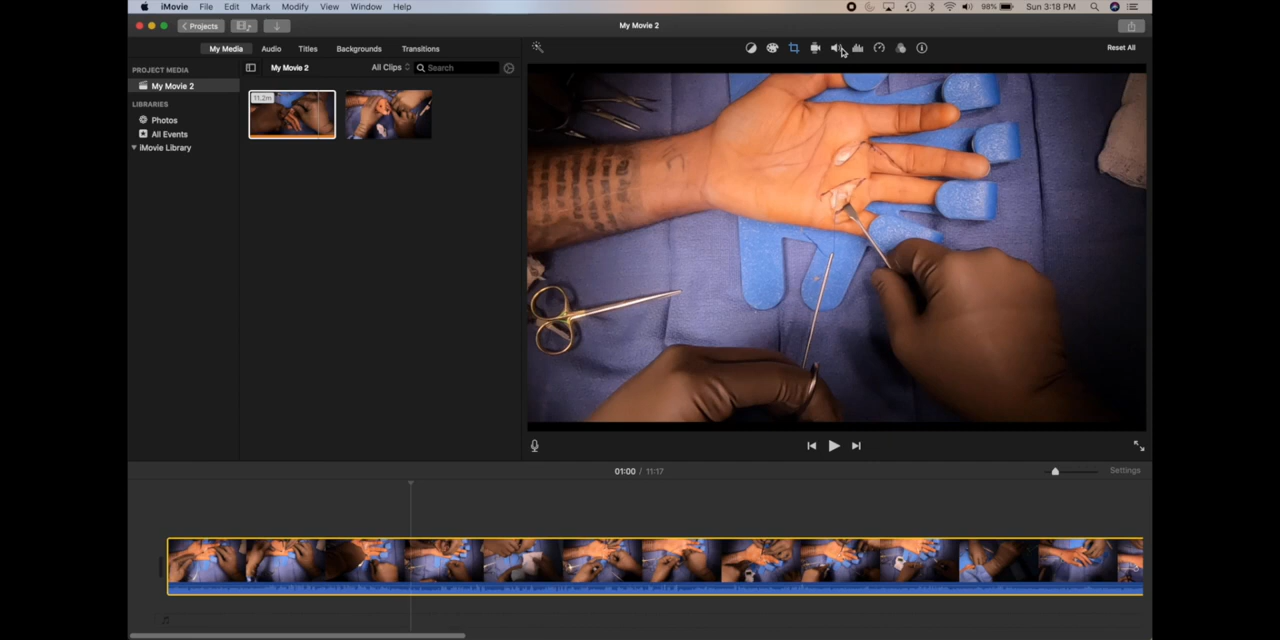 iMovie File Edit Mark Modify View Window Help 98% Sun 3:18 PM
Projects My Movie 2
My Media Audio Titles Backgrounds Transitions Reset All
PROJECT MEDIA My Movie 2 All Clips Search
My Movie 2
LIBRARIES
Photos
All Events
iMovie Library
11.2m
01:00 / 11:17 Settings